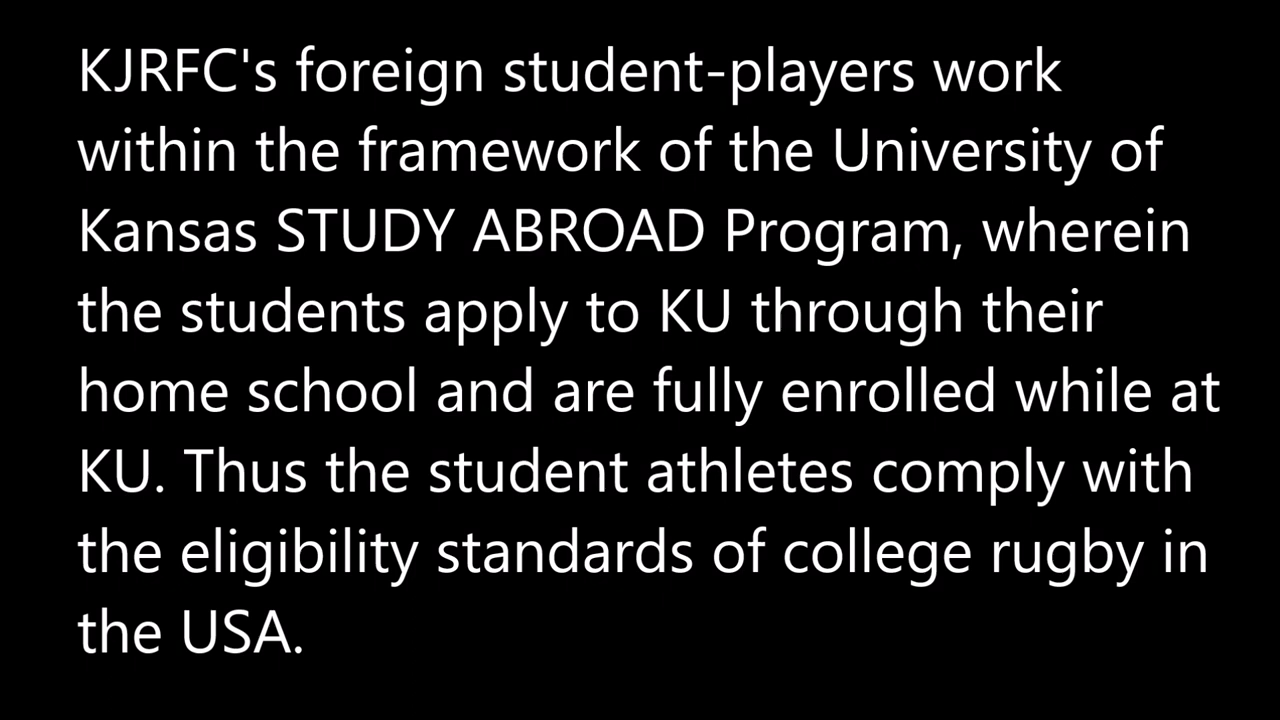 KJRFC's foreign student-players work
within the framework of the University of
Kansas STUDY ABROAD Program, wherein
the students apply to KU through their
home school and are fully enrolled while at
KU. Thus the student athletes comply with
the eligibility standards of college rugby in
the USA.